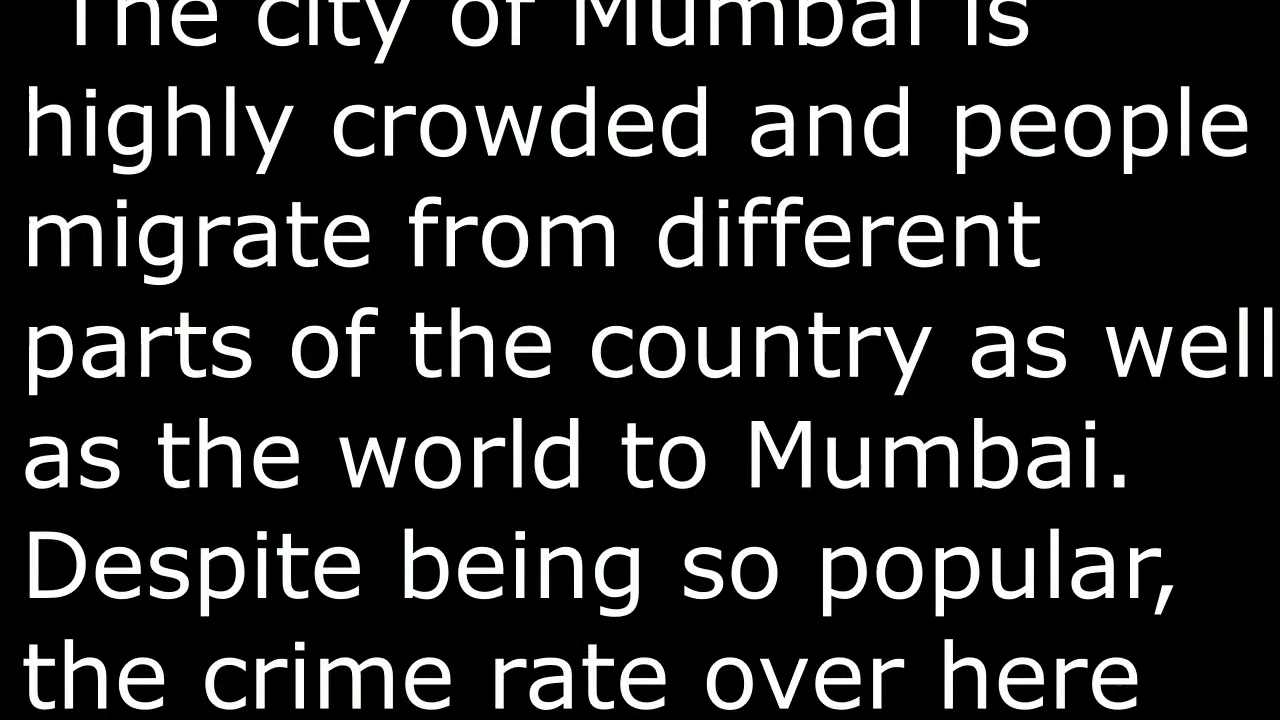 The city of Mumbai is
highly crowded and people
migrate from different
parts of the country as well
as the world to Mumbai.
Despite being so popular,
the crime rate over here